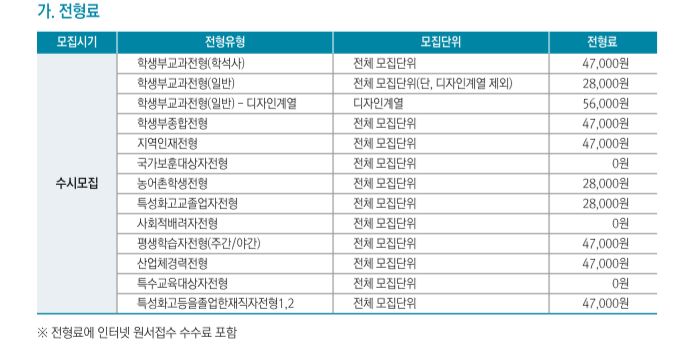 가. 전형료
모집시기 전형유형 모집단위 전형료
학생부교과전형(학석사) 전체 모집단위 47,000원
학생부교과전형(일반) 전체 모집단위(단, 디자인계열 제외) 28,000원
학생부교과전형(일반) - 디자인계열 디자인계열 56,000원
학생부종합전형 전체 모집단위 47,000원
지역인재전형 전체 모집단위 47,000원
국가보훈대상자전형 전체 모집단위 0원
수시모집 농어촌학생전형 전체 모집단위 28,000원
특성화고교졸업자전형 전체 모집단위 28,000원
사회적배려자전형 전체 모집단위 0원
평생학습자전형(주간/야간) 전체 모집단위 47,000원
산업체경력전형 전체 모집단위 47,000원
특수교육대상자전형 전체 모집단위 0원
특성화고등을졸업한재직자전형1,2 전체 모집단위 47,000원
※ 전형료에 인터넷 원서접수 수수료 포함